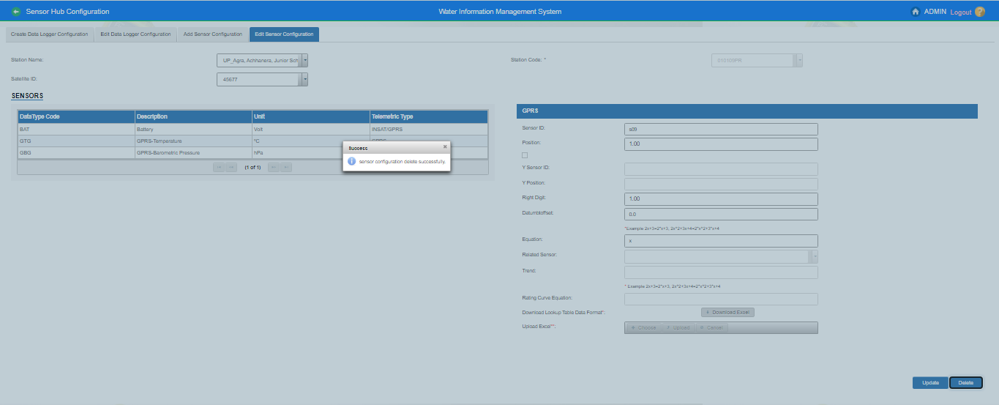 Sensor Hub Configuration Water Information Management System ADMIN Logout
Create Data Logger Configuration Edit Data Logger Configuration Add Sensor Configuration Edit Sensor Configuration
Station Name: UP_Agra, Achhanera, Junior Sch Station Code: * 010103PR
Satellite ID: 45677
SENSORS
DataType Code Description Unit Telemetric Type
BAT Battery Volt INSAT/GPRS
GTG GPRS-Temperature °C GPRS
GBG GPRS-Barometric Pressure hPa
(1 of 1)
Success
sensor configuration delete successfully.
GPRS
Sensor ID: s09
Position: 1.00
Y Sensor ID:
Y Position:
Right Digit: 1.00
Datumbtoffset: 0.0
*Example 2x+3=2*x+3, 2x^2+3x+4=2*x^2+3*x+4
Equation: x
Related Sensor:
Trend:
* Example 2x+3=2*x+3, 2x^2+3x+4=2*x^2+3*x+4
Rating Curve Equation:
Download Lookup Table Data Format*: Download Excel
Upload Excel**: Choose Upload Cancel
Update Delete